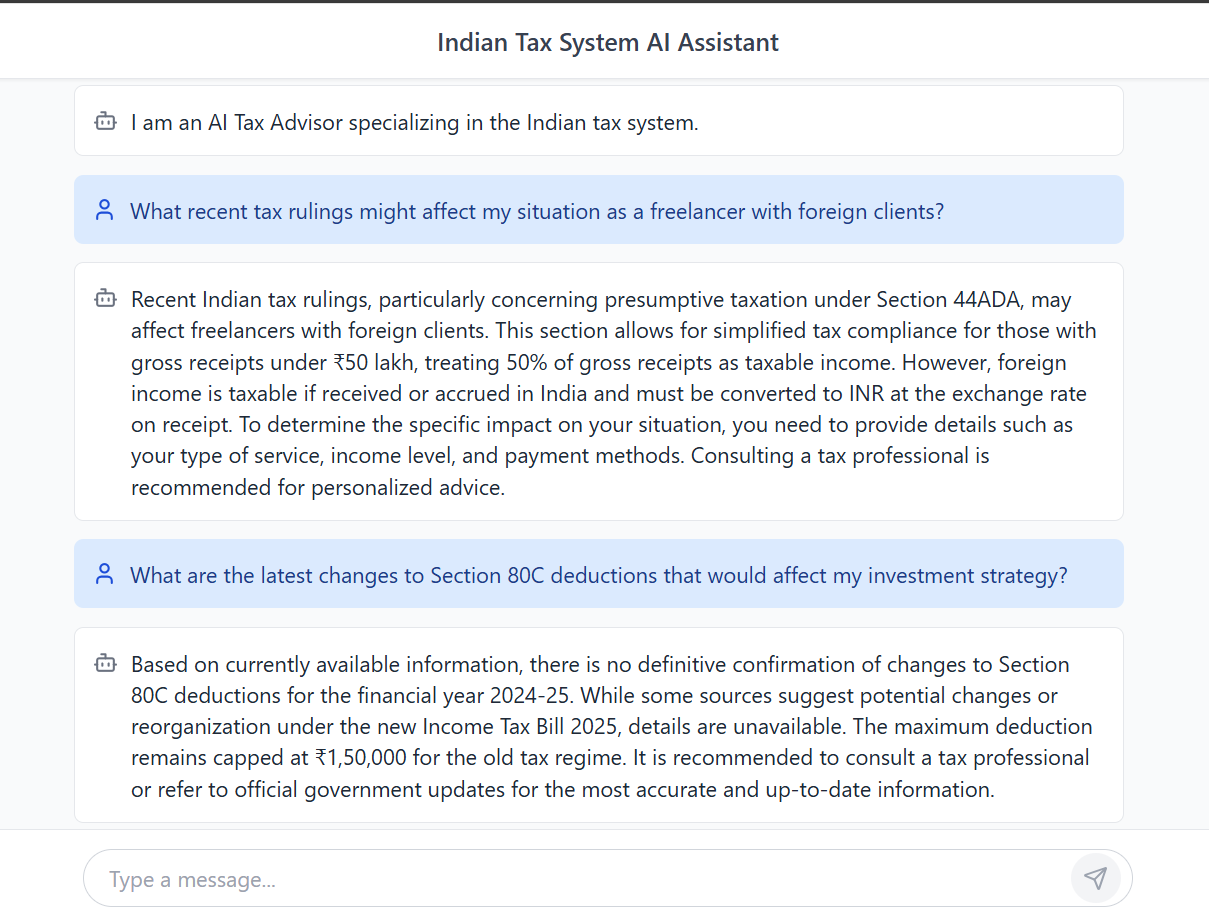 Indian Tax System AI Assistant
I am an AI Tax Advisor specializing in the Indian tax system.
What recent tax rulings might affect my situation as a freelancer with foreign clients?
Recent Indian tax rulings, particularly concerning presumptive taxation under Section 44ADA, may
affect freelancers with foreign clients. This section allows for simplified tax compliance for those with
gross receipts under ₹50 lakh, treating 50% of gross receipts as taxable income. However, foreign
income is taxable if received or accrued in India and must be converted to INR at the exchange rate
on receipt. To determine the specific impact on your situation, you need to provide details such as
your type of service, income level, and payment methods. Consulting a tax professional is
recommended for personalized advice.
What are the latest changes to Section 80C deductions that would affect my investment strategy?
Based on currently available information, there is no definitive confirmation of changes to Section
80C deductions for the financial year 2024-25. While some sources suggest potential changes or
reorganization under the new Income Tax Bill 2025, details are unavailable. The maximum deduction
remains capped at ₹1,50,000 for the old tax regime. It is recommended to consult a tax professional
or refer to official government updates for the most accurate and up-to-date information.
Type a message...